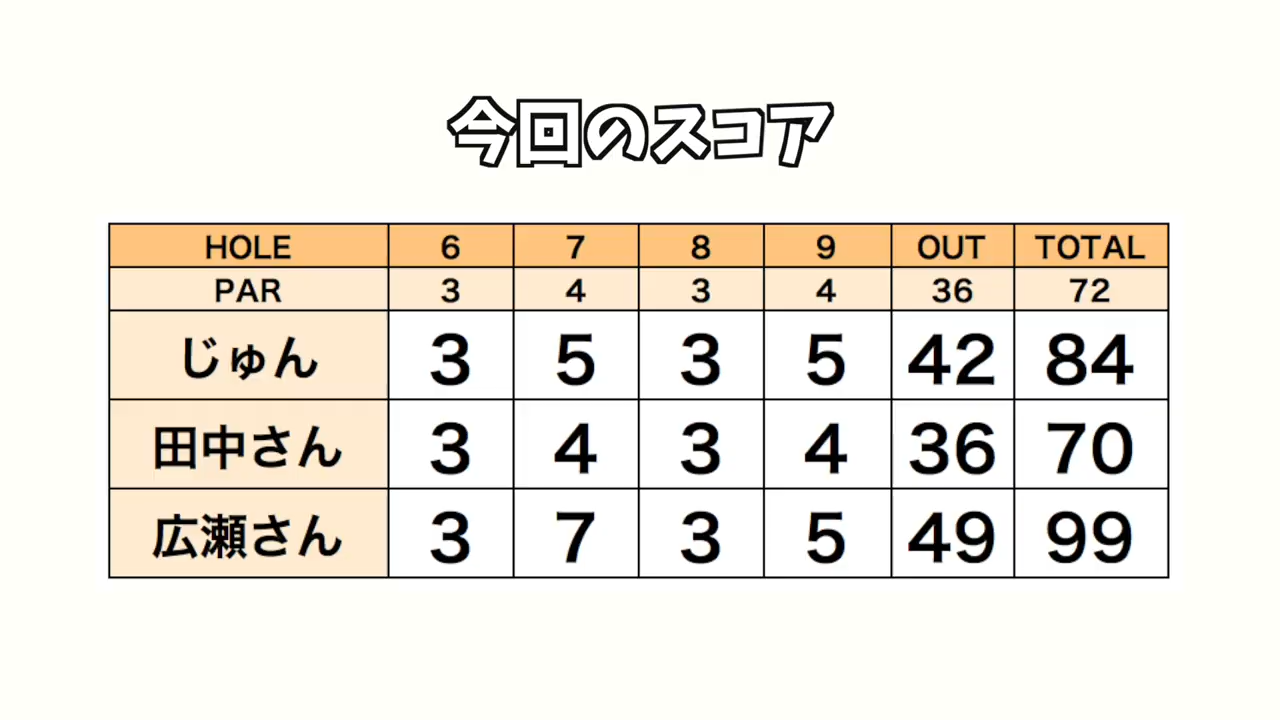 今回のスコア
HOLE 6 7 8 9 OUT TOTAL
PAR 3 4 3 4 36 72
じゅん 3 5 3 5 42 84
田中さん 3 4 3 4 36 70
広瀬さん 3 7 3 5 49 99